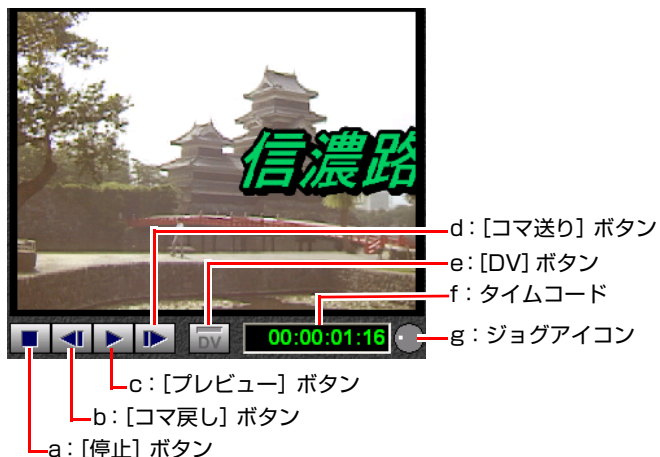 信濃路
d：[コマ送り] ボタン
e：[DV] ボタン
f：タイムコード
DV
00:00:01:16
g：ジョグアイコン
c：[プレビュー] ボタン
b：[コマ戻し] ボタン
a：[停止] ボタン